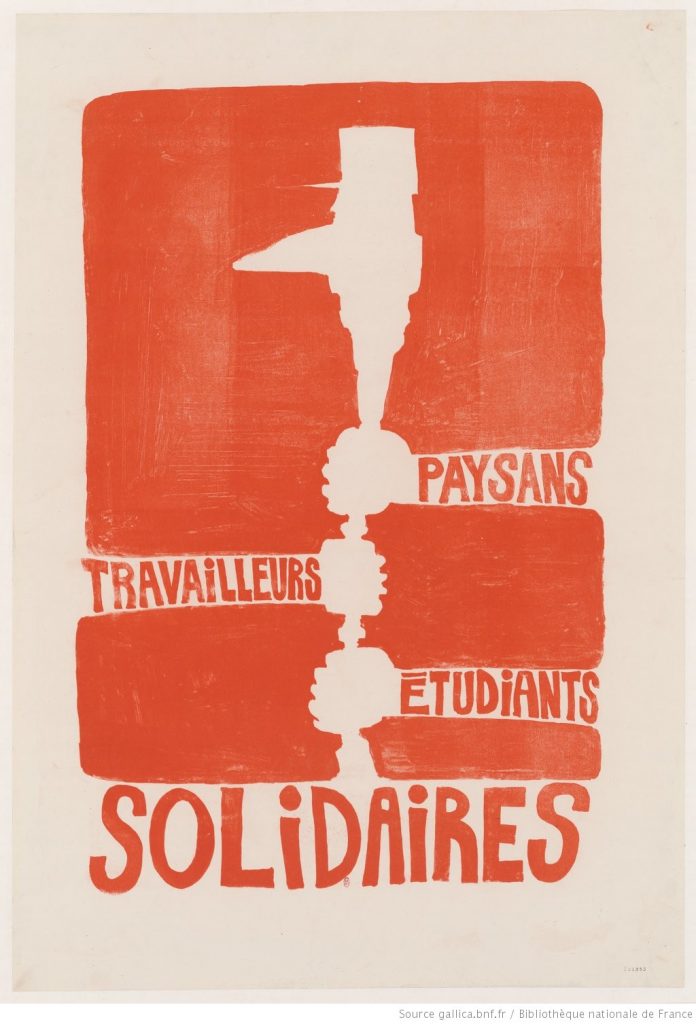 PAYSANS
TRAVAiLLEURS
ÉTUDiANTS
SOLiDAiRES
Source gallica.bnf.fr / Bibliothèque nationale de France